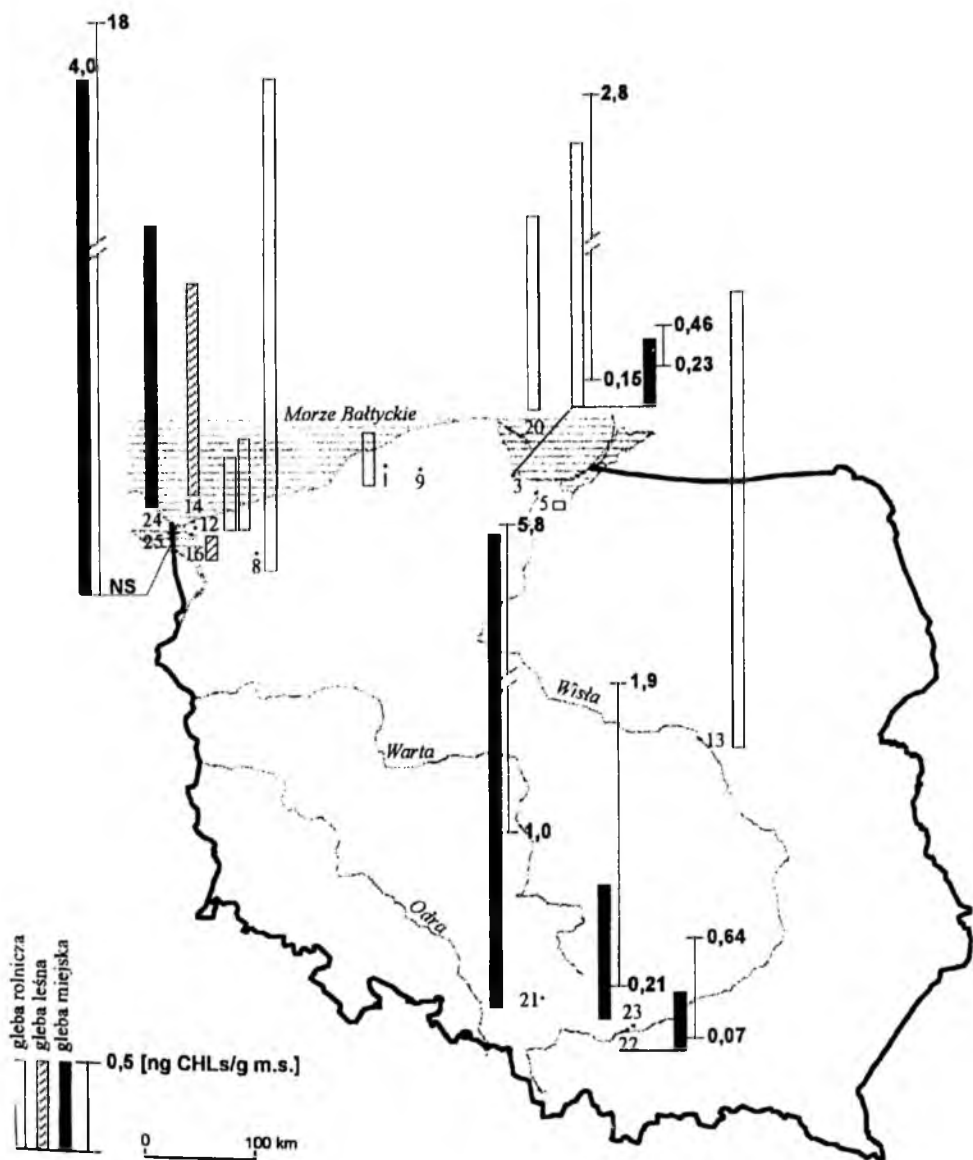 18
4,0
2,8
0,46
0,23
0,15
Morze Bałtyckie
20
1
9
3
5
14
24
12
25
16
8
NS
5,8
1,9
Wisła
13
Warta
1,0
Odra
0,64
21
0,21
23
0,07
22
gleba rolnicza
gleba leśna
gleba miejska
0,5 [ng CHLs/g m.s.]
0
100 km